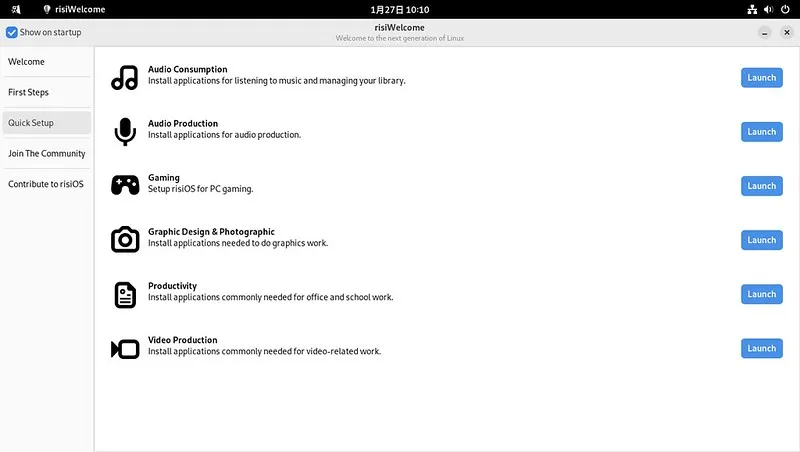 risiWelcome
1月27日 10:10
Show on startup
risiWelcome
Welcome to the next generation of Linux
Welcome
First Steps
Quick Setup
Join The Community
Contribute to risiOS
Audio Consumption
Install applications for listening to music and managing your library.
Launch
Audio Production
Install applications for audio production.
Launch
Gaming
Setup risiOS for PC gaming.
Launch
Graphic Design & Photographic
Install applications needed to do graphics work.
Launch
Productivity
Install applications commonly needed for office and school work.
Launch
Video Production
Install applications commonly needed for video-related work.
Launch